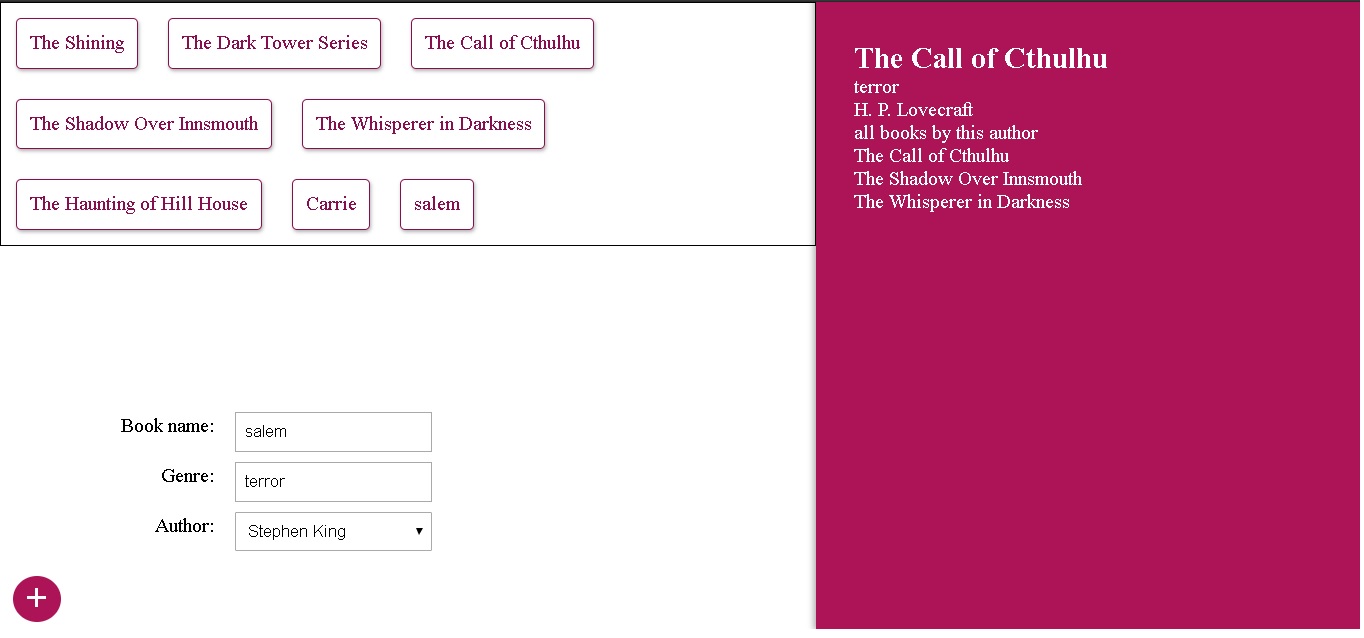 The Shining The Dark Tower Series The Call of Cthulhu
The Shadow Over Innsmouth The Whisperer in Darkness
The Haunting of Hill House Carrie salem
Book name: salem
Genre: terror
Author: Stephen King
+
The Call of Cthulhu
terror
H. P. Lovecraft
all books by this author
The Call of Cthulhu
The Shadow Over Innsmouth
The Whisperer in Darkness